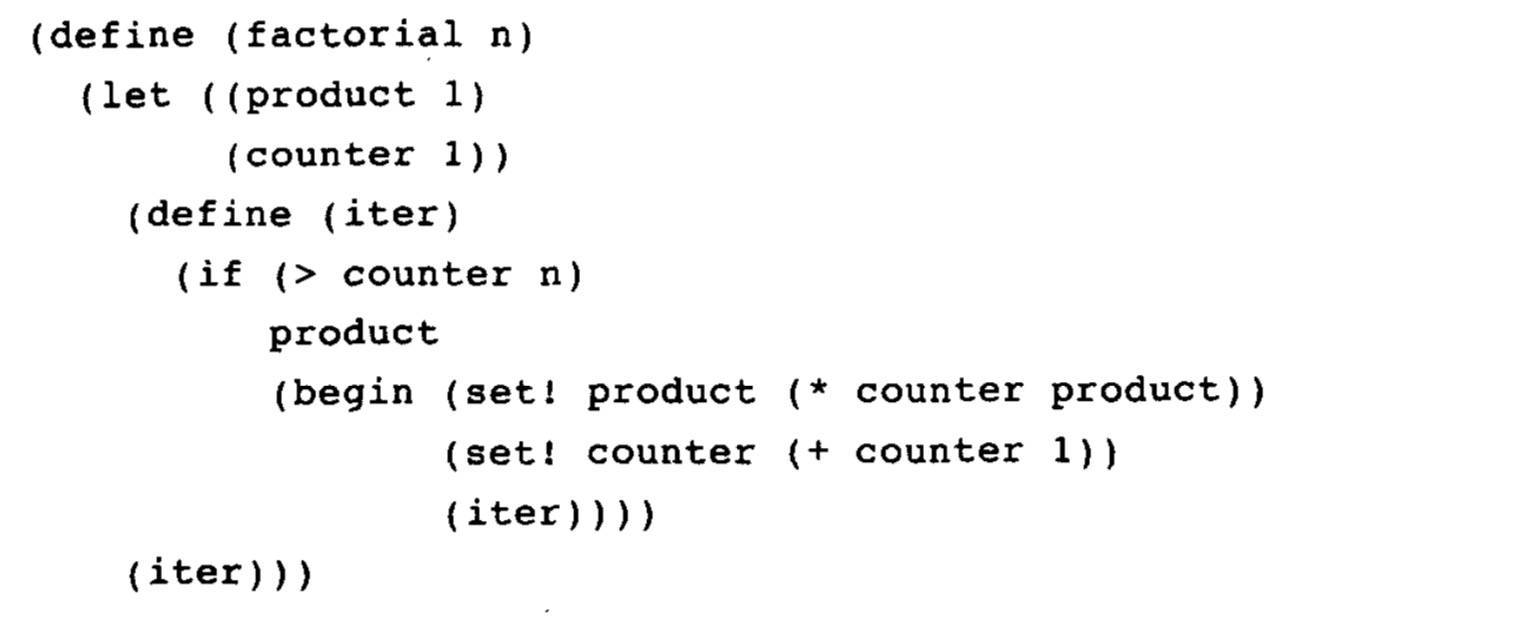 (define (factorial n)
  (let ((product 1)
        (counter 1))
    (define (iter)
      (if (> counter n)
          product
          (begin (set! product (* counter product))
                 (set! counter (+ counter 1))
                 (iter))))
    (iter)))